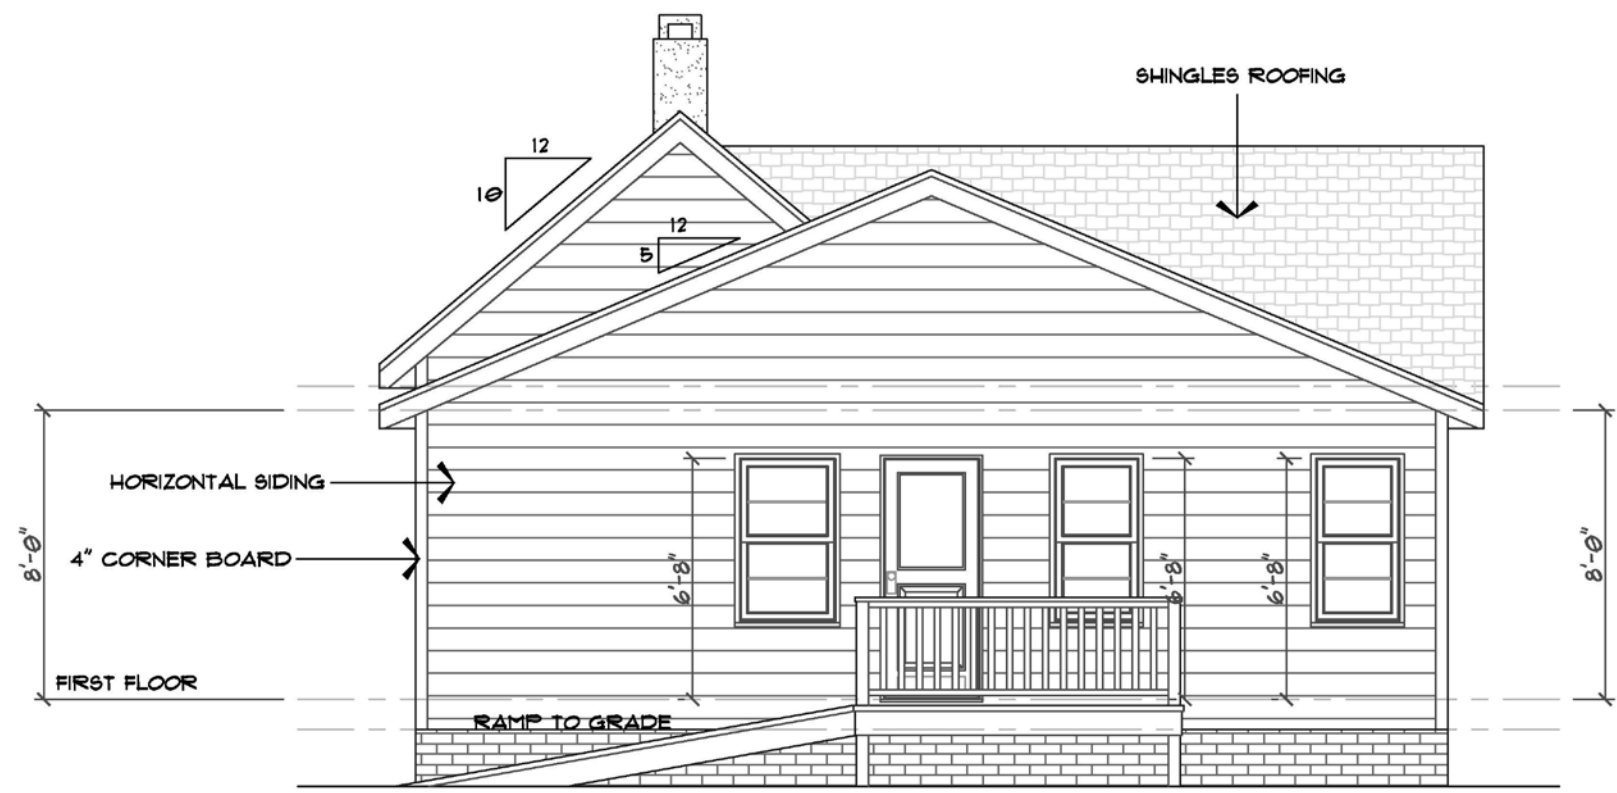 SHINGLES ROOFING
12
10
12
5
HORIZONTAL SIDING
4" CORNER BOARD
8'-0"
6'-8"
6'-8"
6'-8"
8'-0"
FIRST FLOOR
RAMP TO GRADE